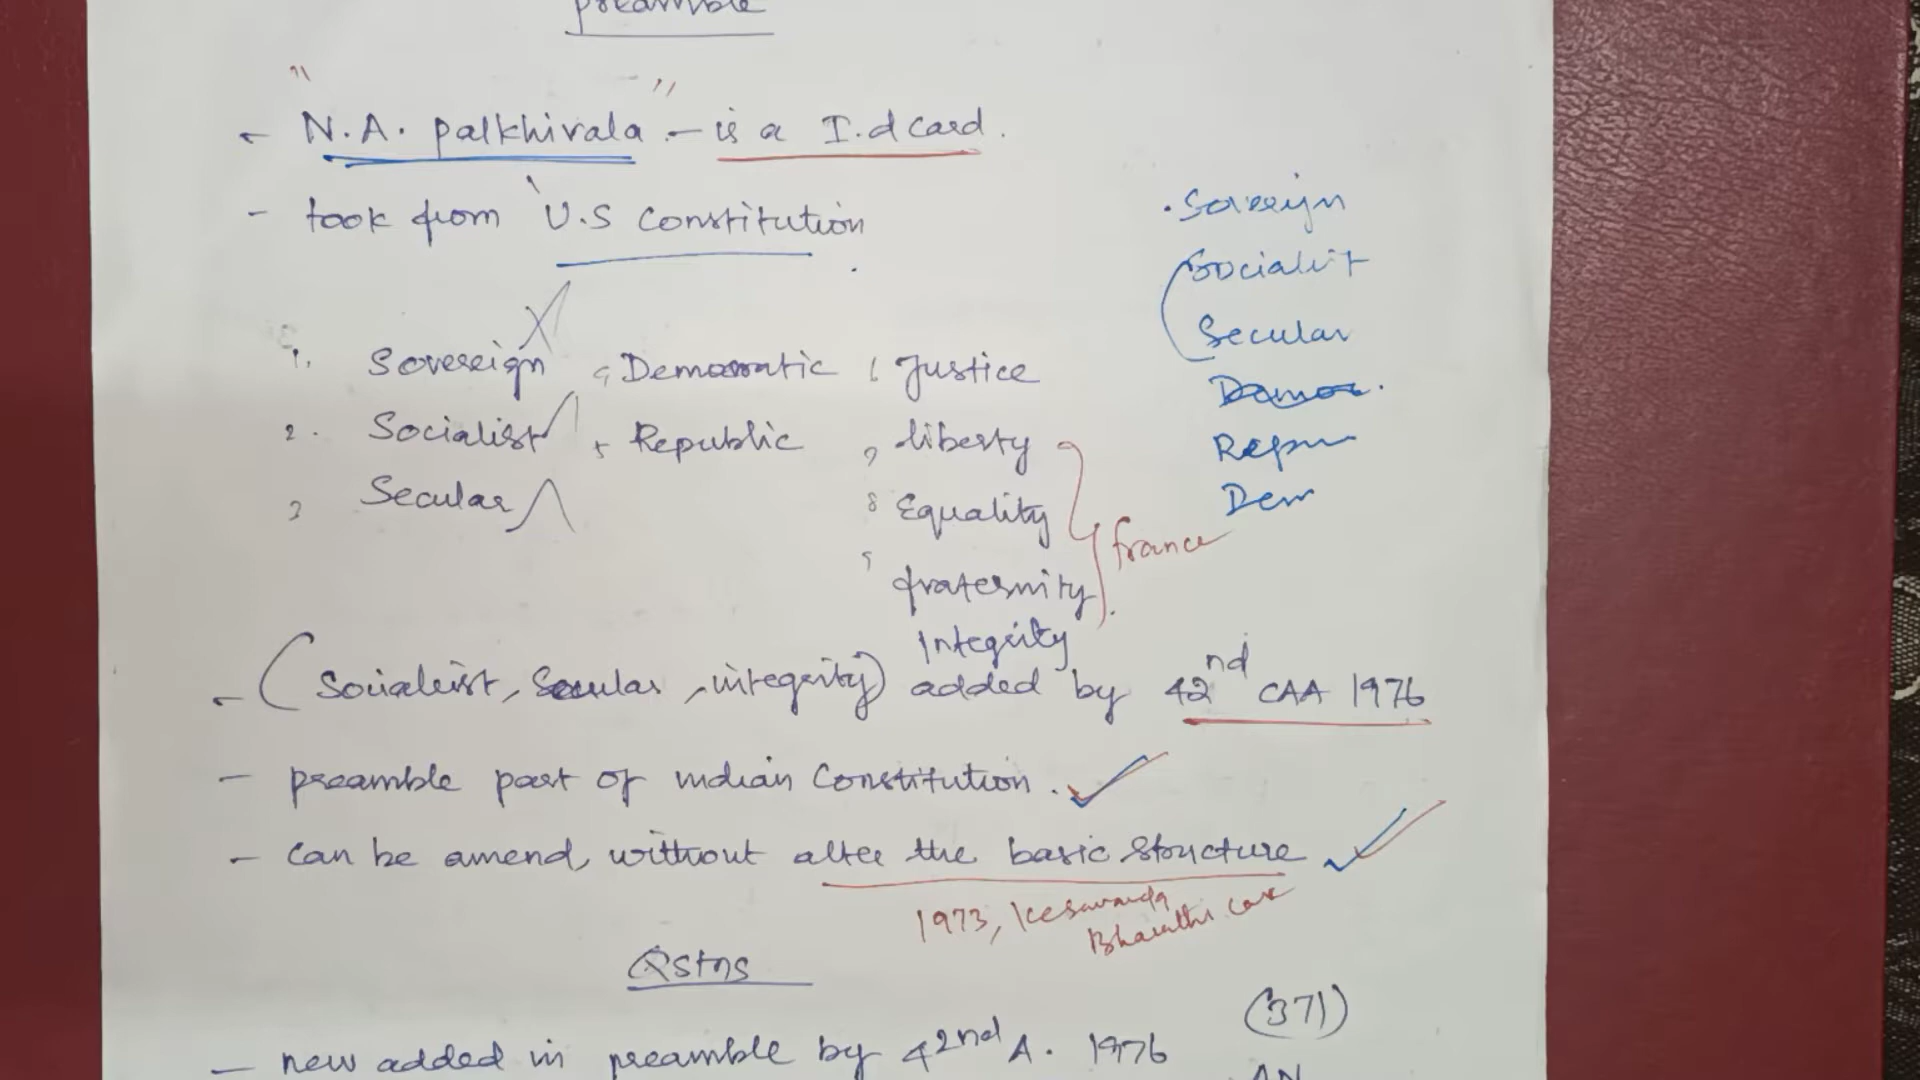 preamble
- "N.A. palkhivala" - is a I.d card.
- took from U.S Constitution
1. Sovereign 4 Democratic 6 Justice
2. Socialist 5 Republic 7 liberty
3 Secular 8 Equality
9 fraternity
Integrity
france
. Sovereign
Socialist
Secular
Democ.
Repu
Dem
- (Socialist, Secular, integrity) added by 42nd CAA 1976
- preamble part of indian Constitution.
- can be amend, without alter the basic structure
1973, Kesavanda
Bharathi case
Qstns
(371)
- new added in preamble by 42nd A. 1976
AN